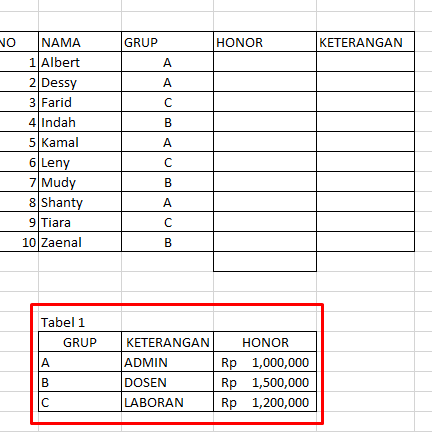 NO NAMA GRUP HONOR KETERANGAN
1 Albert A
2 Dessy A
3 Farid C
4 Indah B
5 Kamal A
6 Leny C
7 Mudy B
8 Shanty A
9 Tiara C
10 Zaenal B
Tabel 1
GRUP KETERANGAN HONOR
A ADMIN Rp 1,000,000
B DOSEN Rp 1,500,000
C LABORAN Rp 1,200,000